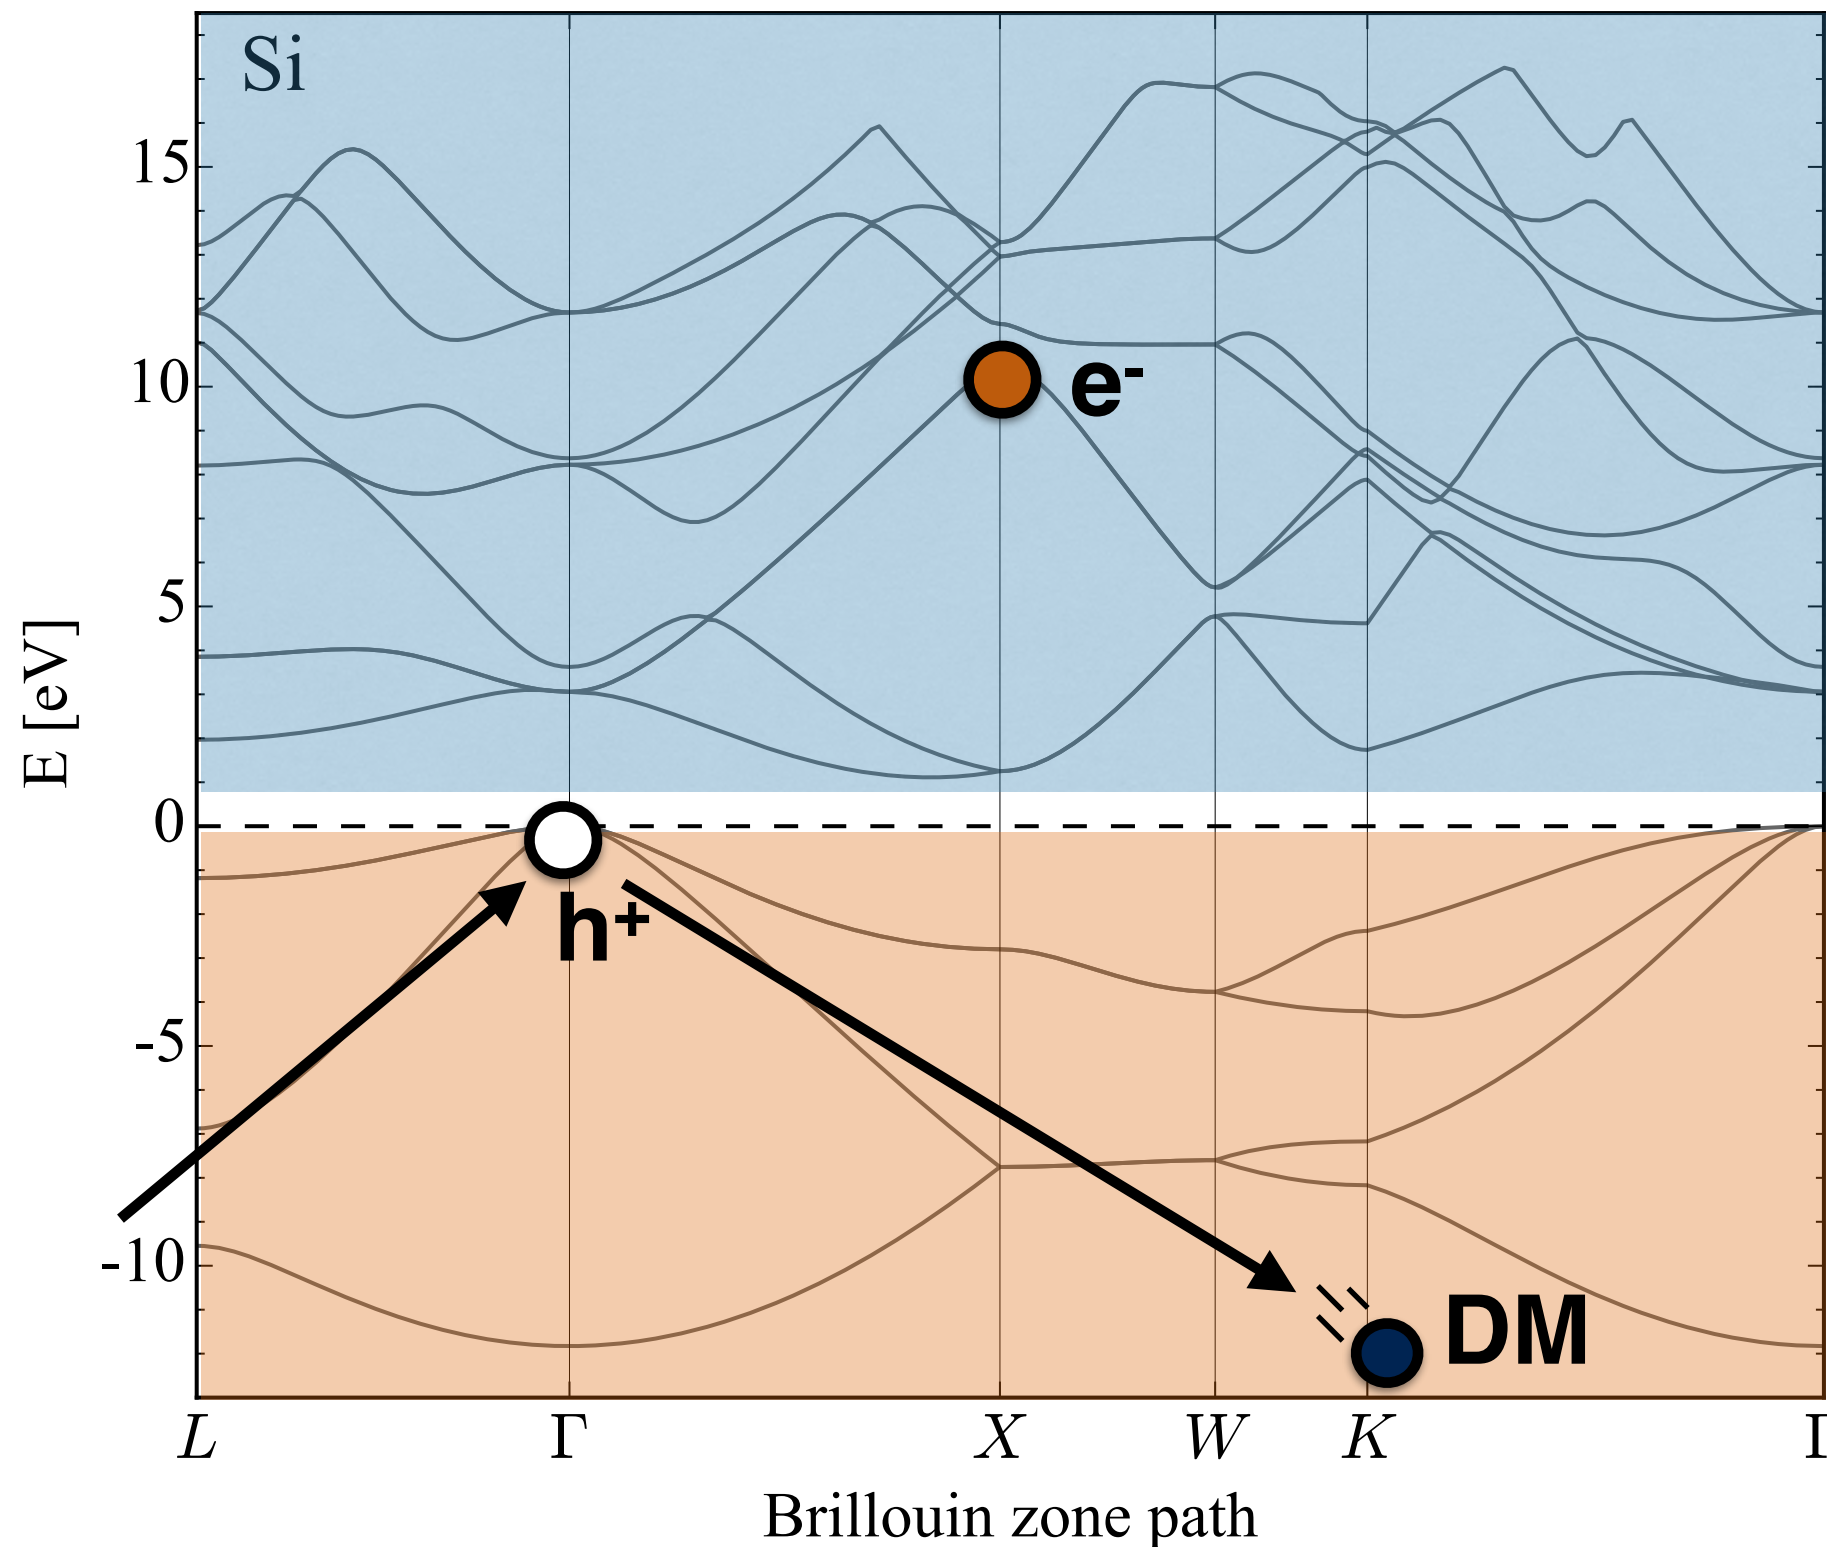 Si
15
10
e-
5
E [eV]
0
h+
-5
-10
DM
L Γ X W K Γ
Brillouin zone path